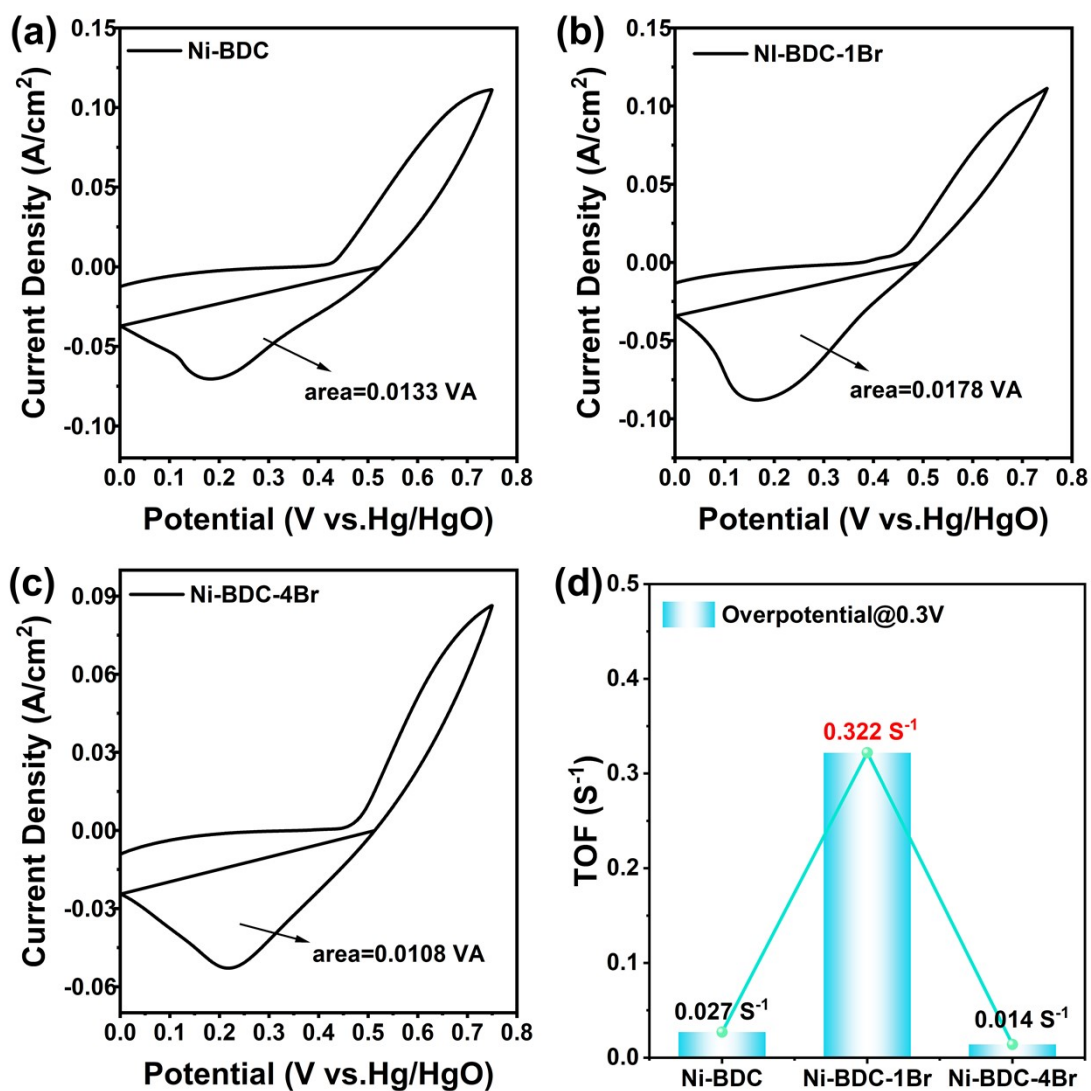 (a)
Ni-BDC
0.15
0.10
0.05
0.00
-0.05
-0.10
Current Density (A/cm²)
area=0.0133 VA
0.0 0.1 0.2 0.3 0.4 0.5 0.6 0.7 0.8
Potential (V vs.Hg/HgO)
(b)
NI-BDC-1Br
0.15
0.10
0.05
0.00
-0.05
-0.10
Current Density (A/cm²)
area=0.0178 VA
0.0 0.1 0.2 0.3 0.4 0.5 0.6 0.7 0.8
Potential (V vs.Hg/HgO)
(c)
Ni-BDC-4Br
0.09
0.06
0.03
0.00
-0.03
-0.06
Current Density (A/cm²)
area=0.0108 VA
0.0 0.1 0.2 0.3 0.4 0.5 0.6 0.7 0.8
Potential (V vs.Hg/HgO)
(d)
Overpotential@0.3V
0.5
0.4
0.3
0.2
0.1
0.0
TOF (S⁻¹)
0.027 S⁻¹
0.322 S⁻¹
0.014 S⁻¹
Ni-BDC Ni-BDC-1Br Ni-BDC-4Br